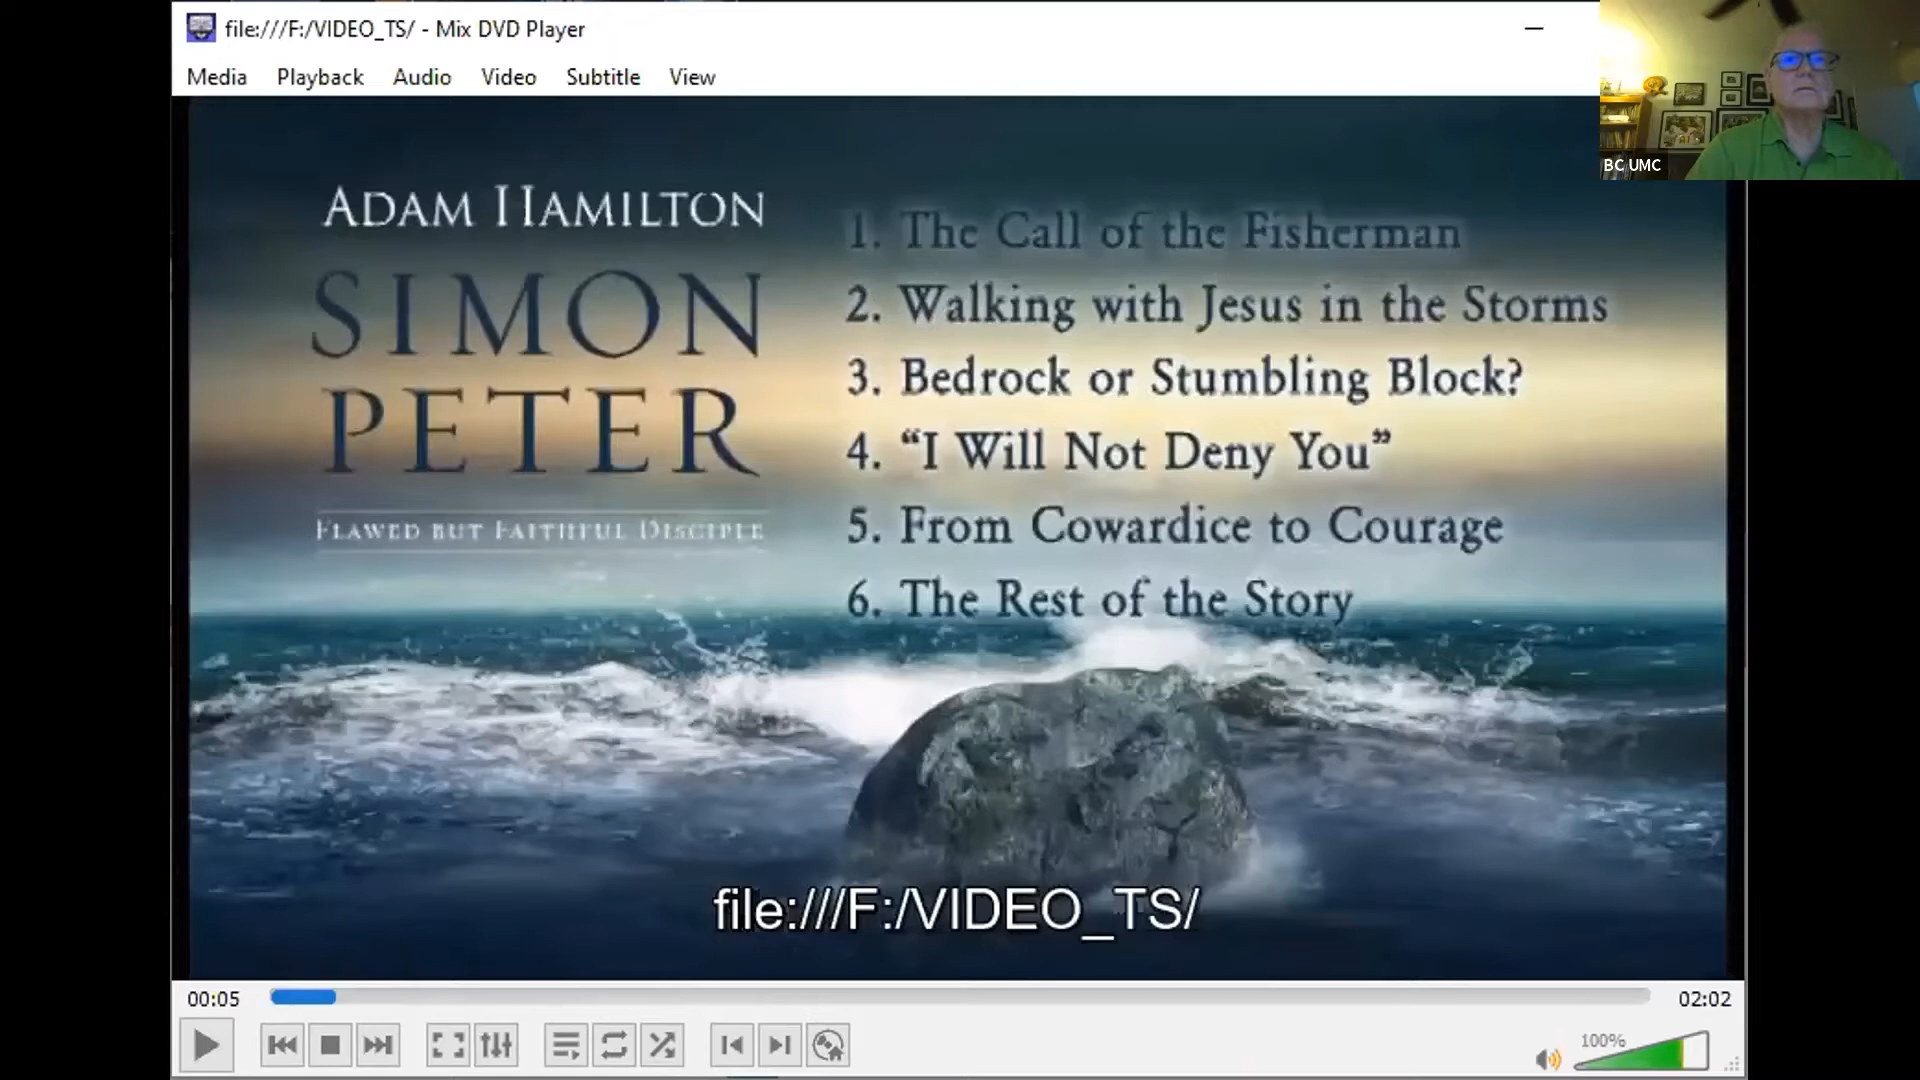 file:///F:/VIDEO_TS/ - Mix DVD Player
Media Playback Audio Video Subtitle View
BC UMC
ADAM HAMILTON
SIMON
PETER
FLAWED BUT FAITHFUL DISCIPLE
1. The Call of the Fisherman
2. Walking with Jesus in the Storms
3. Bedrock or Stumbling Block?
4. “I Will Not Deny You”
5. From Cowardice to Courage
6. The Rest of the Story
file:///F:/VIDEO_TS/
00:05
02:02
100%